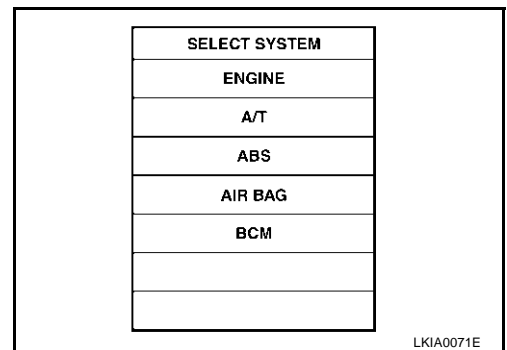 SELECT SYSTEM
ENGINE
A/T
ABS
AIR BAG
BCM
LKIA0071E